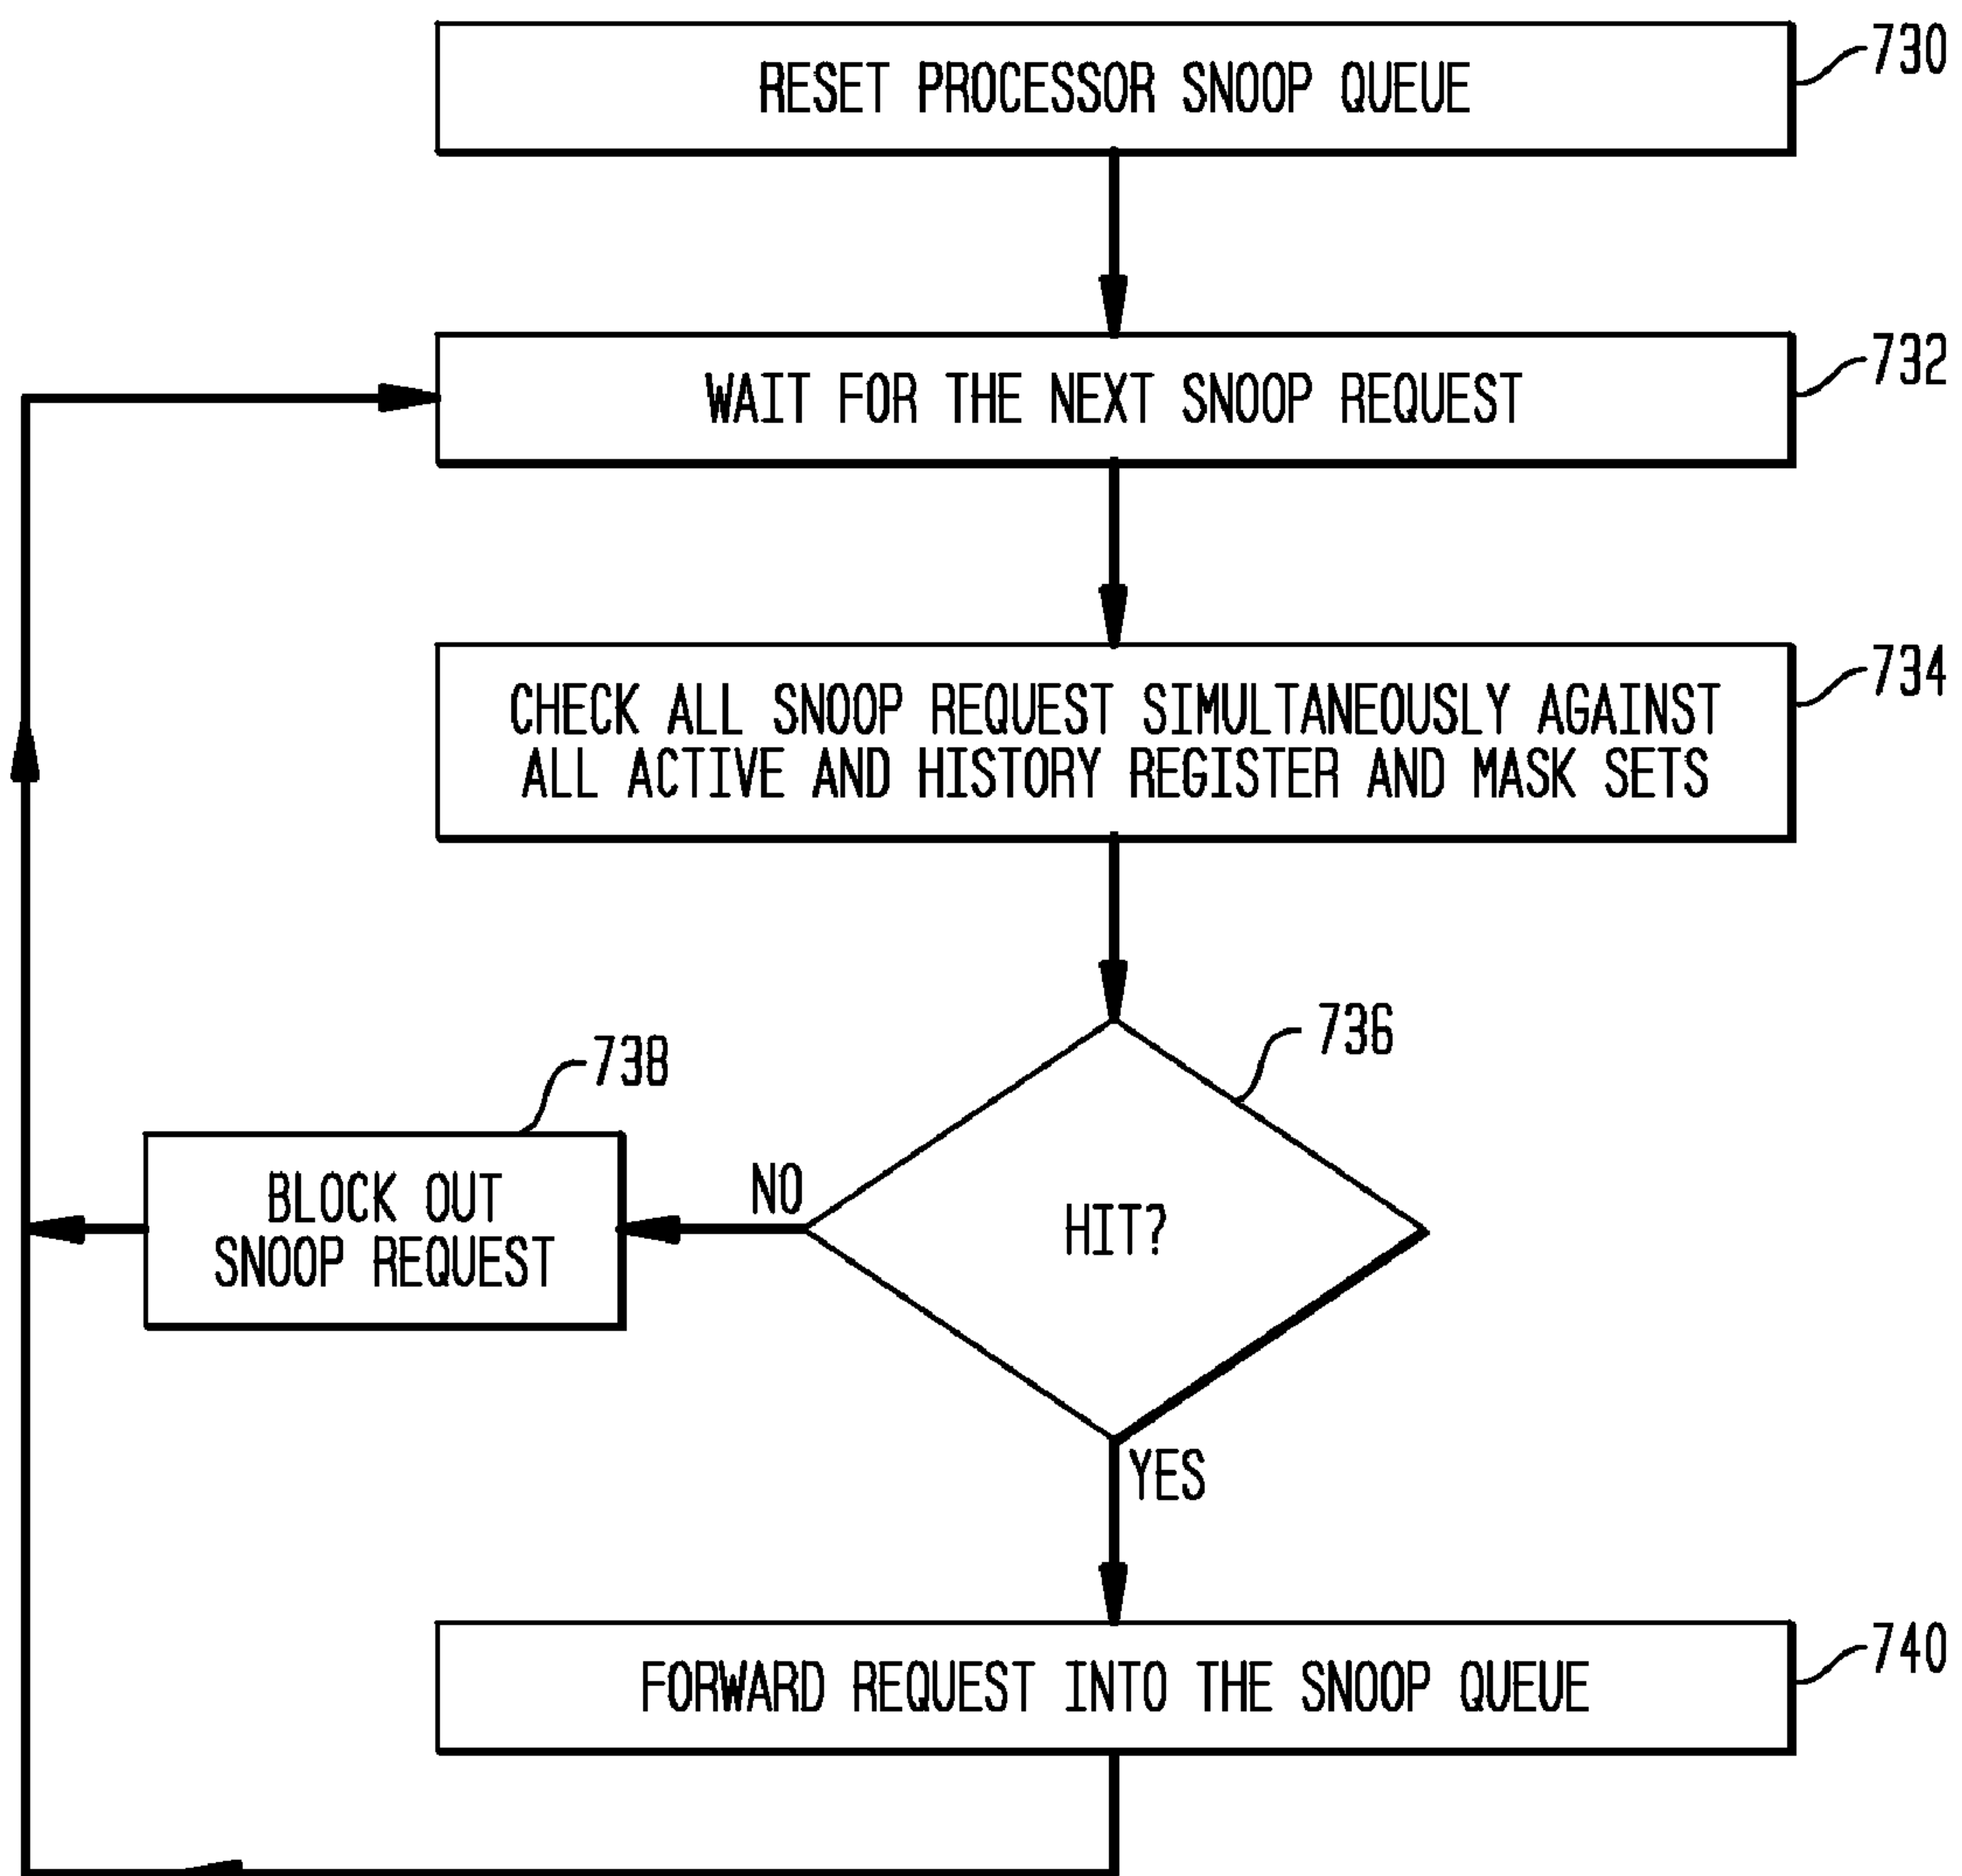 RESET PROCESSOR SNOOP QUEUE
730
WAIT FOR THE NEXT SNOOP REQUEST
732
CHECK ALL SNOOP REQUEST SIMULTANEOUSLY AGAINST
ALL ACTIVE AND HISTORY REGISTER AND MASK SETS
734
736
738
BLOCK OUT
SNOOP REQUEST
NO
HIT?
YES
FORWARD REQUEST INTO THE SNOOP QUEUE
740